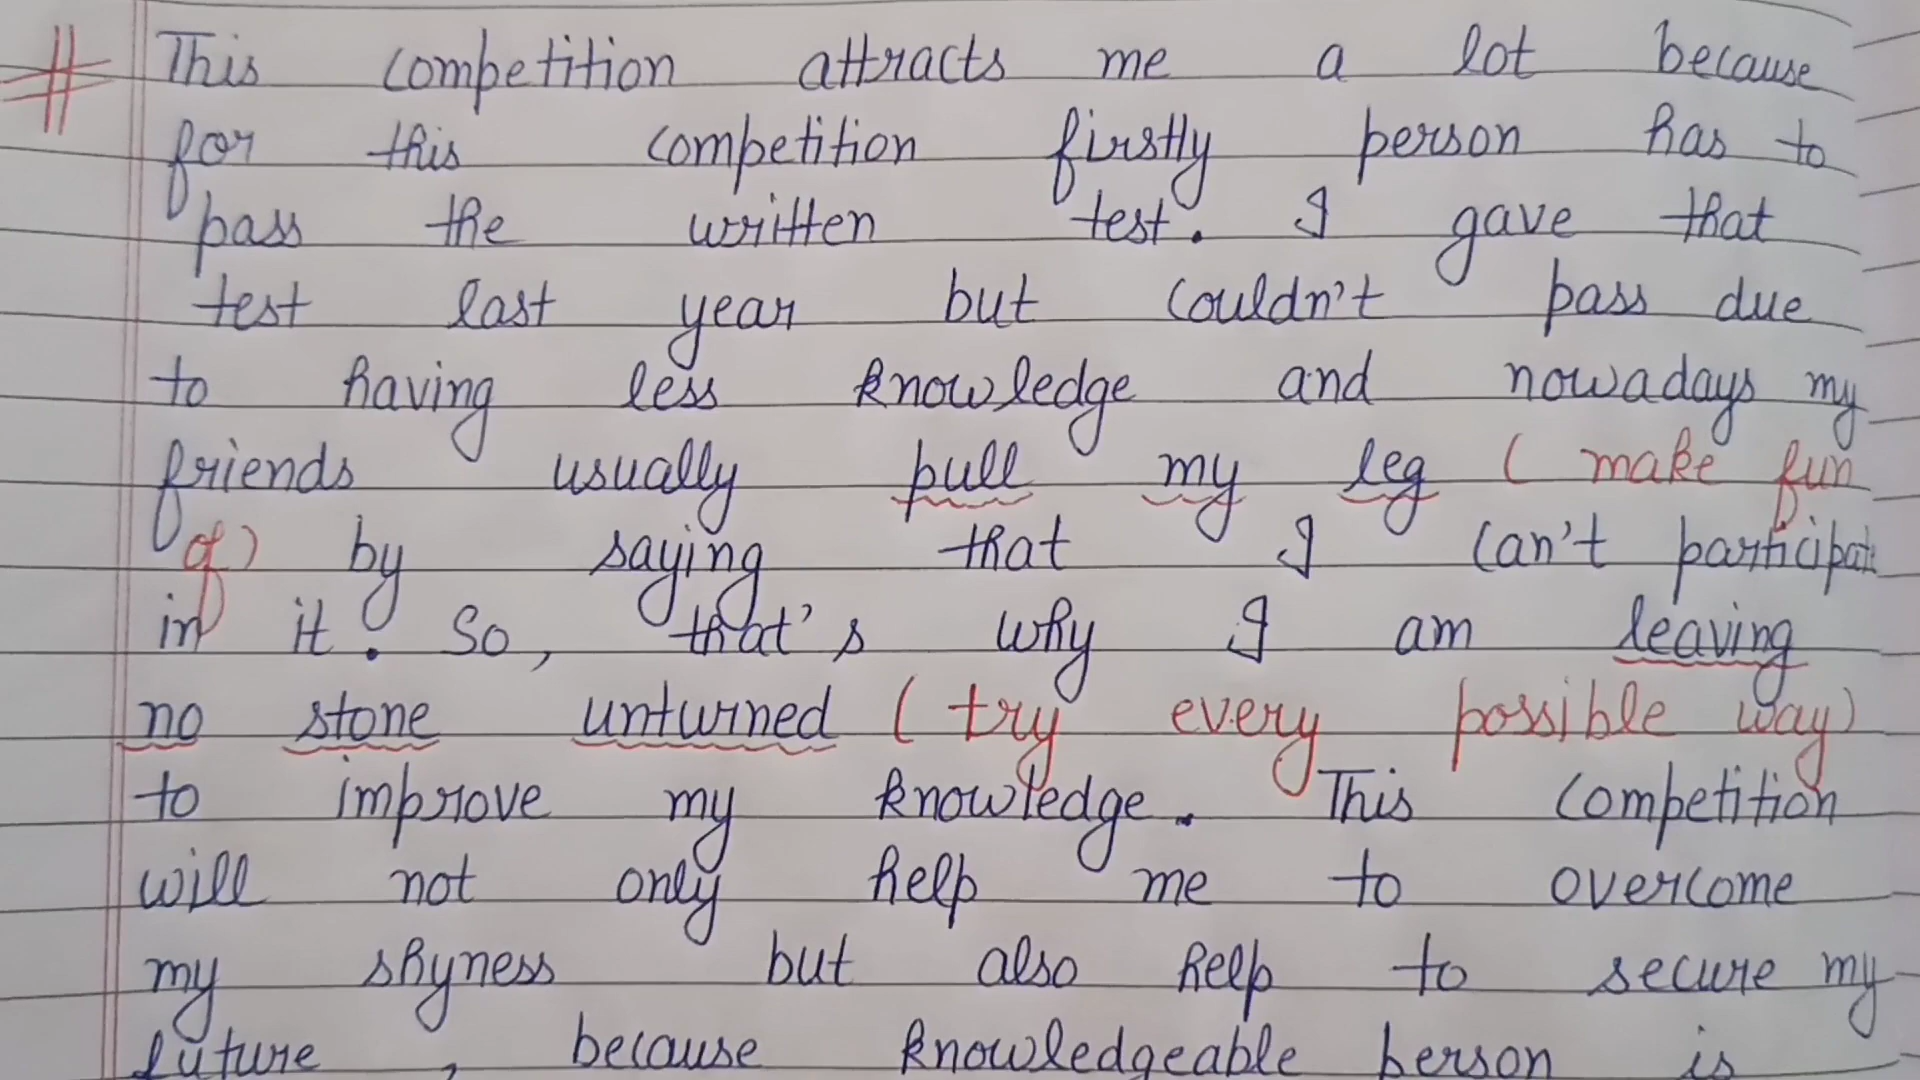 # This competition attracts me a lot because
for this competition firstly person has to
pass the written test. I gave that
test last year but couldn't pass due
to having less knowledge and nowadays my
friends usually pull my leg ( make fun
of) by saying that I can't participate
in it. So, that's why I am leaving
no stone unturned ( try every possible way)
to improve my knowledge. This competition
will not only help me to overcome
my shyness but also help to secure my
future, because knowledgeable person is